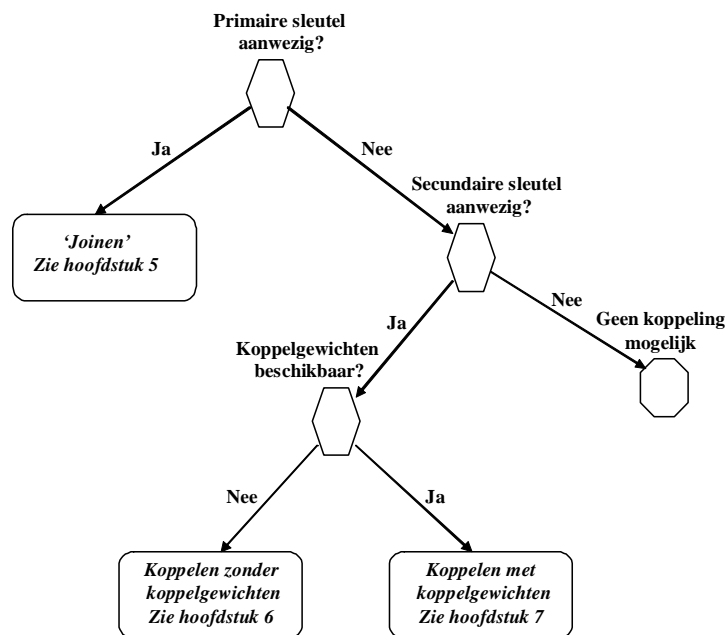 Primaire sleutel
aanwezig?
Ja
Nee
Secundaire sleutel
aanwezig?
‘Joinen’
Zie hoofdstuk 5
Ja
Nee
Geen koppeling
mogelijk
Koppelgewichten
beschikbaar?
Nee
Ja
Koppelen zonder
koppelgewichten
Zie hoofdstuk 6
Koppelen met
koppelgewichten
Zie hoofdstuk 7